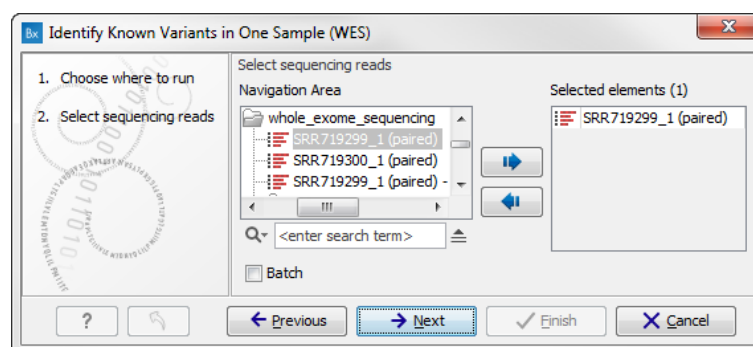 Bx Identify Known Variants in One Sample (WES)
X
1. Choose where to run
2. Select sequencing reads
Select sequencing reads
Navigation Area
whole_exome_sequencing
SRR719299_1 (paired)
SRR719300_1 (paired)
SRR719299_1 (paired) -
<enter search term>
Batch
Selected elements (1)
SRR719299_1 (paired)
? Previous Next Finish Cancel